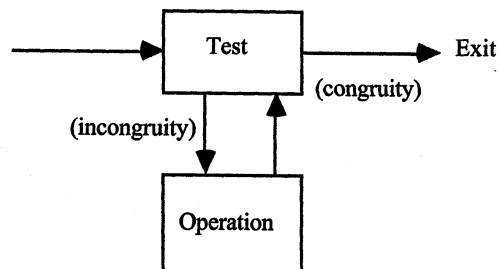 Test
Exit
(congruity)
(incongruity)
Operation